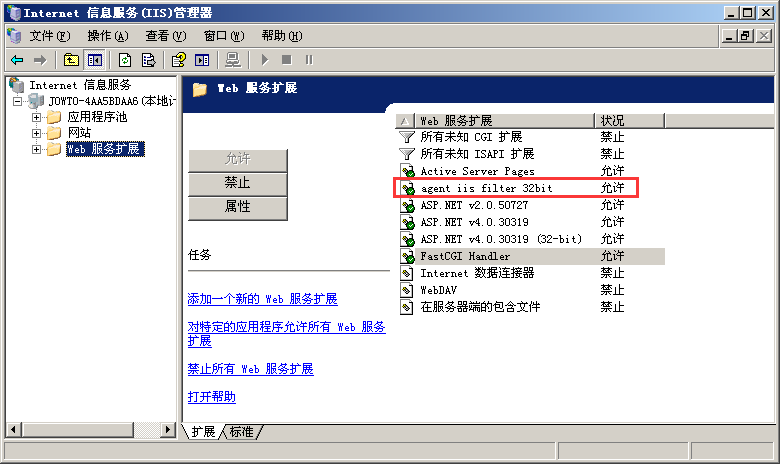 Internet 信息服务(IIS)管理器
文件(F) 操作(A) 查看(V) 窗口(W) 帮助(H)
Internet 信息服务
JOWTO-4AA5BDAA6(本地计
应用程序池
网站
Web 服务扩展
Web 服务扩展
允许
禁止
属性
任务
添加一个新的 Web 服务扩展
对特定的应用程序允许所有 Web 服务
扩展
禁止所有 Web 服务扩展
打开帮助
Web 服务扩展 状况
所有未知 CGI 扩展 禁止
所有未知 ISAPI 扩展 禁止
Active Server Pages 允许
agent iis filter 32bit 允许
ASP.NET v2.0.50727 允许
ASP.NET v4.0.30319 允许
ASP.NET v4.0.30319 (32-bit) 允许
FastCGI Handler 允许
Internet 数据连接器 禁止
WebDAV 禁止
在服务器端的包含文件 禁止
扩展 标准